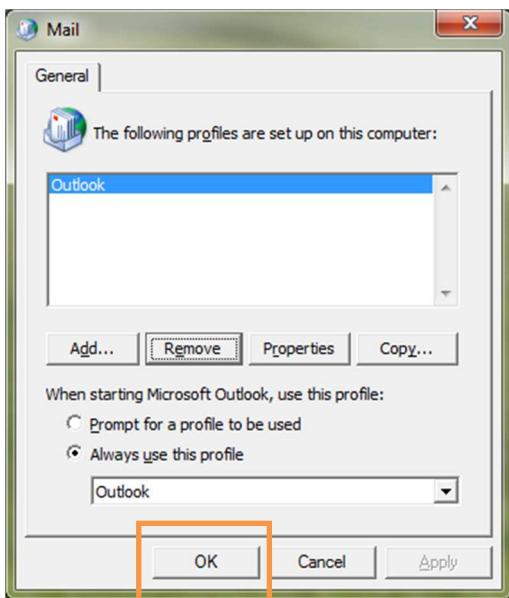 Mail
General
The following profiles are set up on this computer:
Outlook
Add... Remove Properties Copy...
When starting Microsoft Outlook, use this profile:
Prompt for a profile to be used
Always use this profile
Outlook
OK Cancel Apply